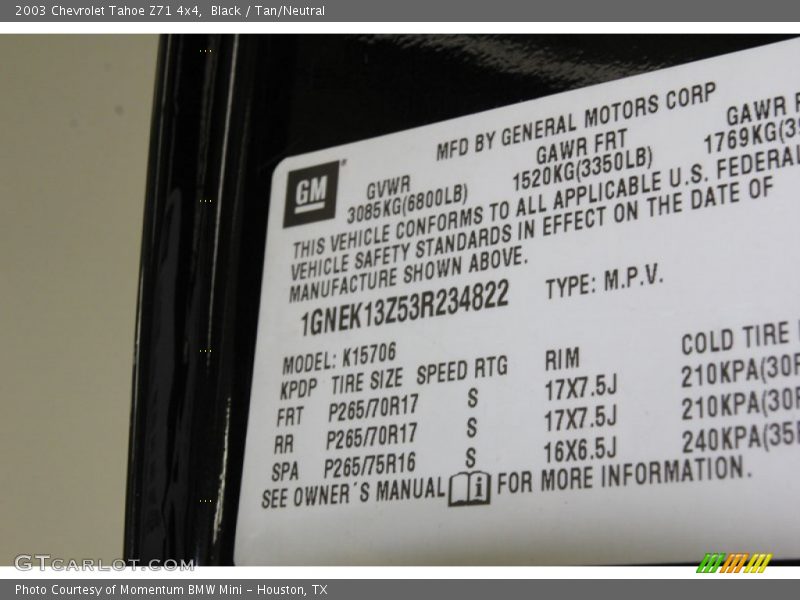 2003 Chevrolet Tahoe Z71 4x4, Black / Tan/Neutral
MFD BY GENERAL MOTORS CORP
GM
GVWR GAWR FRT GAWR
3085KG(6800LB) 1520KG(3350LB) 1769KG(
THIS VEHICLE CONFORMS TO ALL APPLICABLE U.S. FEDERAL
VEHICLE SAFETY STANDARDS IN EFFECT ON THE DATE OF
MANUFACTURE SHOWN ABOVE.
1GNEK13Z53R234822 TYPE: M.P.V.
MODEL: K15706
KPDP TIRE SIZE SPEED RTG RIM COLD TIRE
FRT P265/70R17 S 17X7.5J 210KPA(30
RR P265/70R17 S 17X7.5J 210KPA(30
SPA P265/75R16 S 16X6.5J 240KPA(35
SEE OWNER'S MANUAL i FOR MORE INFORMATION.
GTCARLOT.COM
Photo Courtesy of Momentum BMW Mini - Houston, TX